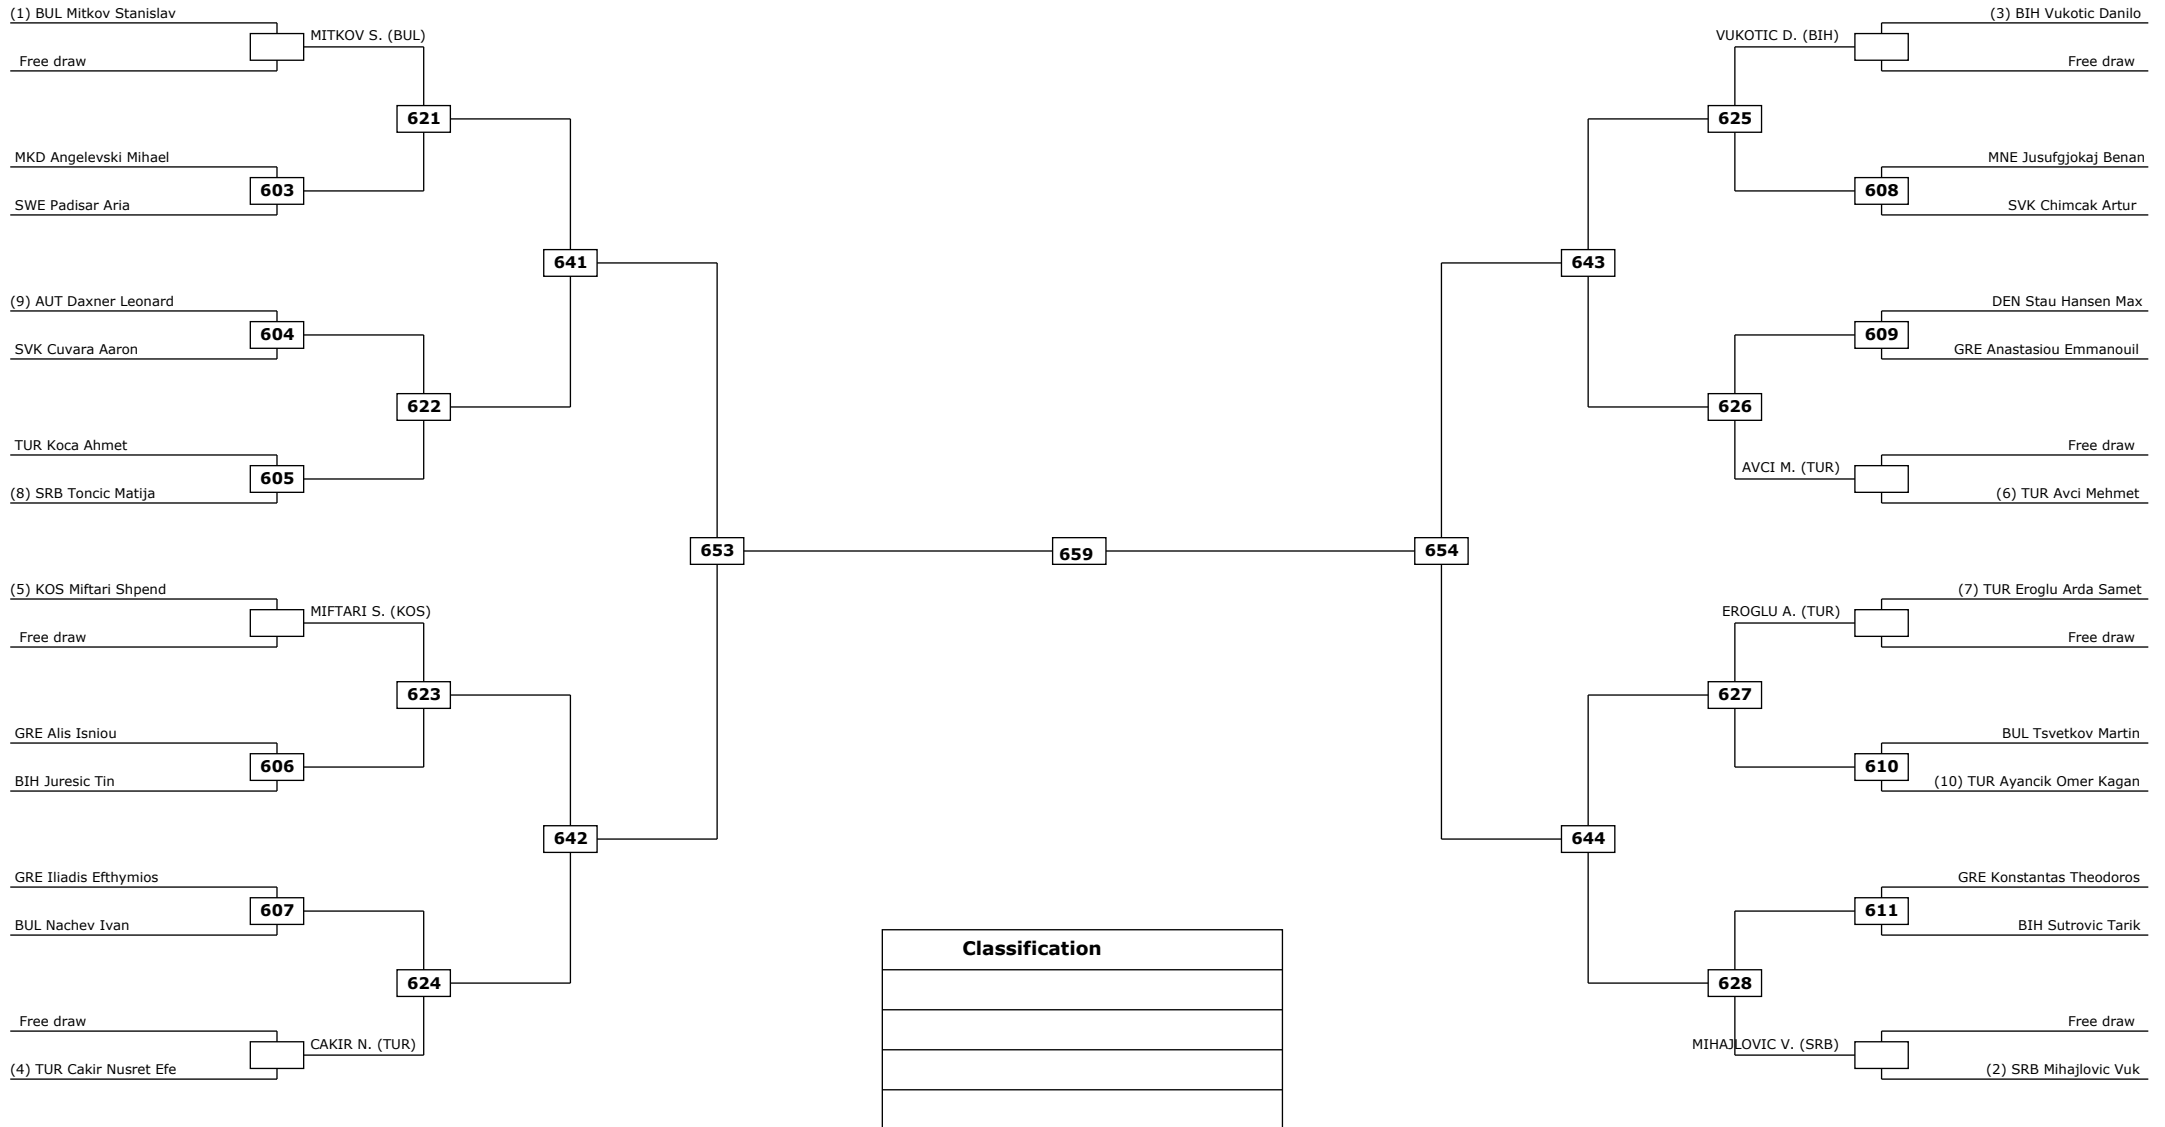 (1) BUL Mitkov Stanislav
MITKOV S. (BUL)
Free draw
621
MKD Angelevski Mihael
603
SWE Padisar Aria
641
(9) AUT Daxner Leonard
604
SVK Cuvara Aaron
622
TUR Koca Ahmet
605
(8) SRB Toncic Matija
653
(5) KOS Miftari Shpend
MIFTARI S. (KOS)
Free draw
623
GRE Alis Isniou
606
BIH Juresic Tin
642
GRE Iliadis Efthymios
607
BUL Nachev Ivan
624
Free draw
CAKIR N. (TUR)
(4) TUR Cakir Nusret Efe
659
Classification
(3) BIH Vukotic Danilo
VUKOTIC D. (BIH)
Free draw
625
MNE Jusufgjokaj Benan
608
SVK Chimcak Artur
643
DEN Stau Hansen Max
609
GRE Anastasiou Emmanouil
626
Free draw
AVCI M. (TUR)
(6) TUR Avci Mehmet
654
(7) TUR Eroglu Arda Samet
EROGLU A. (TUR)
Free draw
627
BUL Tsvetkov Martin
610
(10) TUR Ayancik Omer Kagan
644
GRE Konstantas Theodoros
611
BIH Sutrovic Tarik
628
Free draw
MIHAJLOVIC V. (SRB)
(2) SRB Mihajlovic Vuk